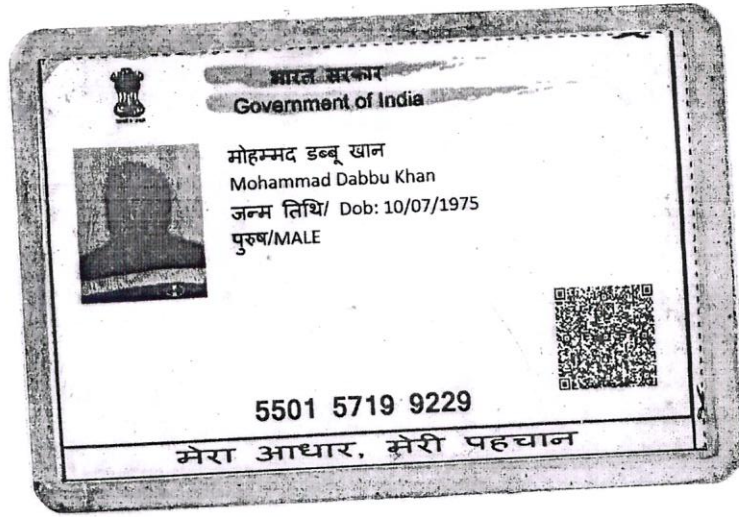 भारत सरकार
Government of India
मोहम्मद डब्बू खान
Mohammad Dabbu Khan
जन्म तिथि/ Dob: 10/07/1975
पुरुष/MALE
5501 5719 9229
मेरा आधार, मेरी पहचान